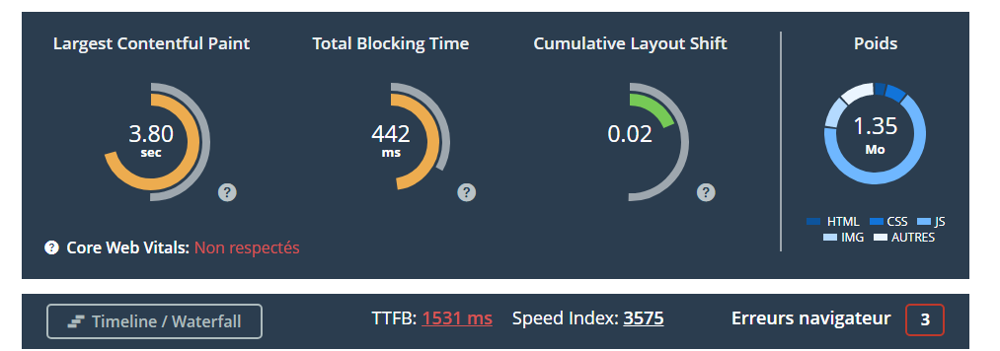 Largest Contentful Paint Total Blocking Time Cumulative Layout Shift Poids
3.80 442 0.02 1.35
sec ms Mo
? ? ?
HTML CSS JS
IMG AUTRES
? Core Web Vitals: Non respectés
Timeline / Waterfall TTFB: 1531 ms Speed Index: 3575 Erreurs navigateur 3